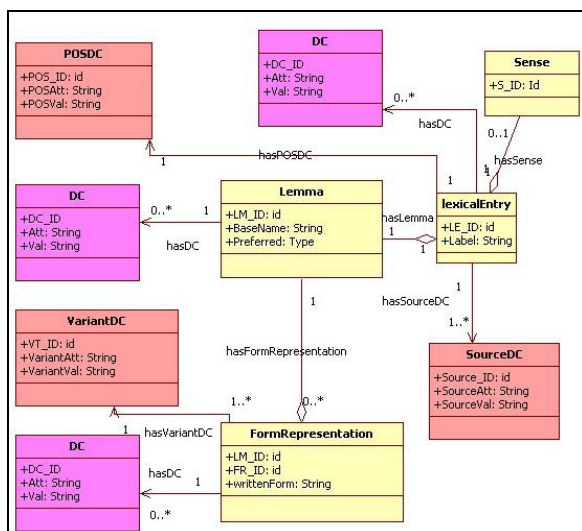 POSDC
+POS_ID: id
+POSAtt: String
+POSVal: String
DC
+DC_ID
+Att: String
+Val: String
Sense
+S_ID: Id
0..*
hasDC
1
0..1
hasSense
1
1
hasPOSDC
1
DC
+DC_ID
+Att: String
+Val: String
0..*
1
hasDC
Lemma
+LM_ID: id
+BaseName: String
+Preferred: Type
hasLemma
1
1
lexicalEntry
+LE_ID: id
+Label: String
1
hasSourceDC
1..*
1
hasFormRepresentation
0..*
VariantDC
+VT_ID: id
+VariantAtt: String
+VariantVal: String
SourceDC
+Source_ID: id
+SourceAtt: String
+SourceVal: String
1..*
1
hasVariantDC
DC
+DC_ID
+Att: String
+Val: String
hasDC
1
0..*
FormRepresentation
+LM_ID: id
+FR_ID: id
+writtenForm: String